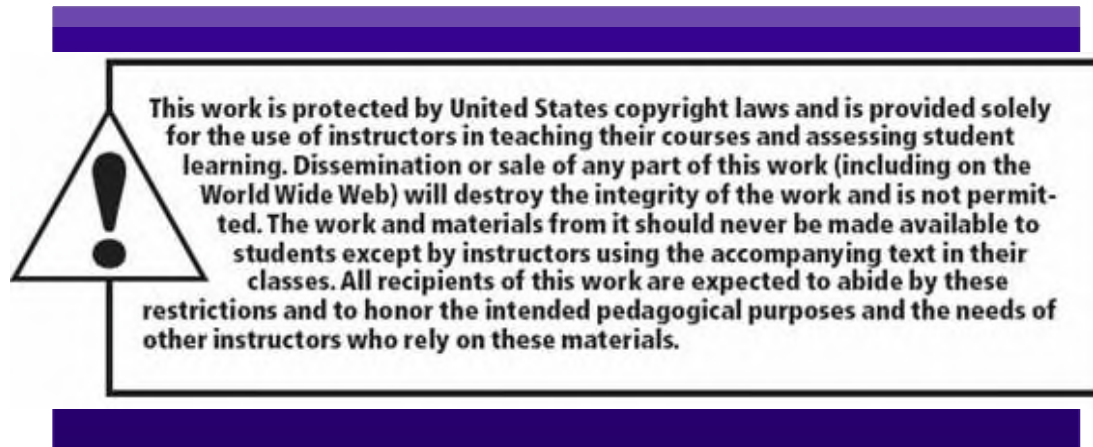 This work is protected by United States copyright laws and is provided solely
for the use of instructors in teaching their courses and assessing student
learning. Dissemination or sale of any part of this work (including on the
World Wide Web) will destroy the integrity of the work and is not permit-
ted. The work and materials from it should never be made available to
students except by instructors using the accompanying text in their
classes. All recipients of this work are expected to abide by these
restrictions and to honor the intended pedagogical purposes and the needs of
other instructors who rely on these materials.